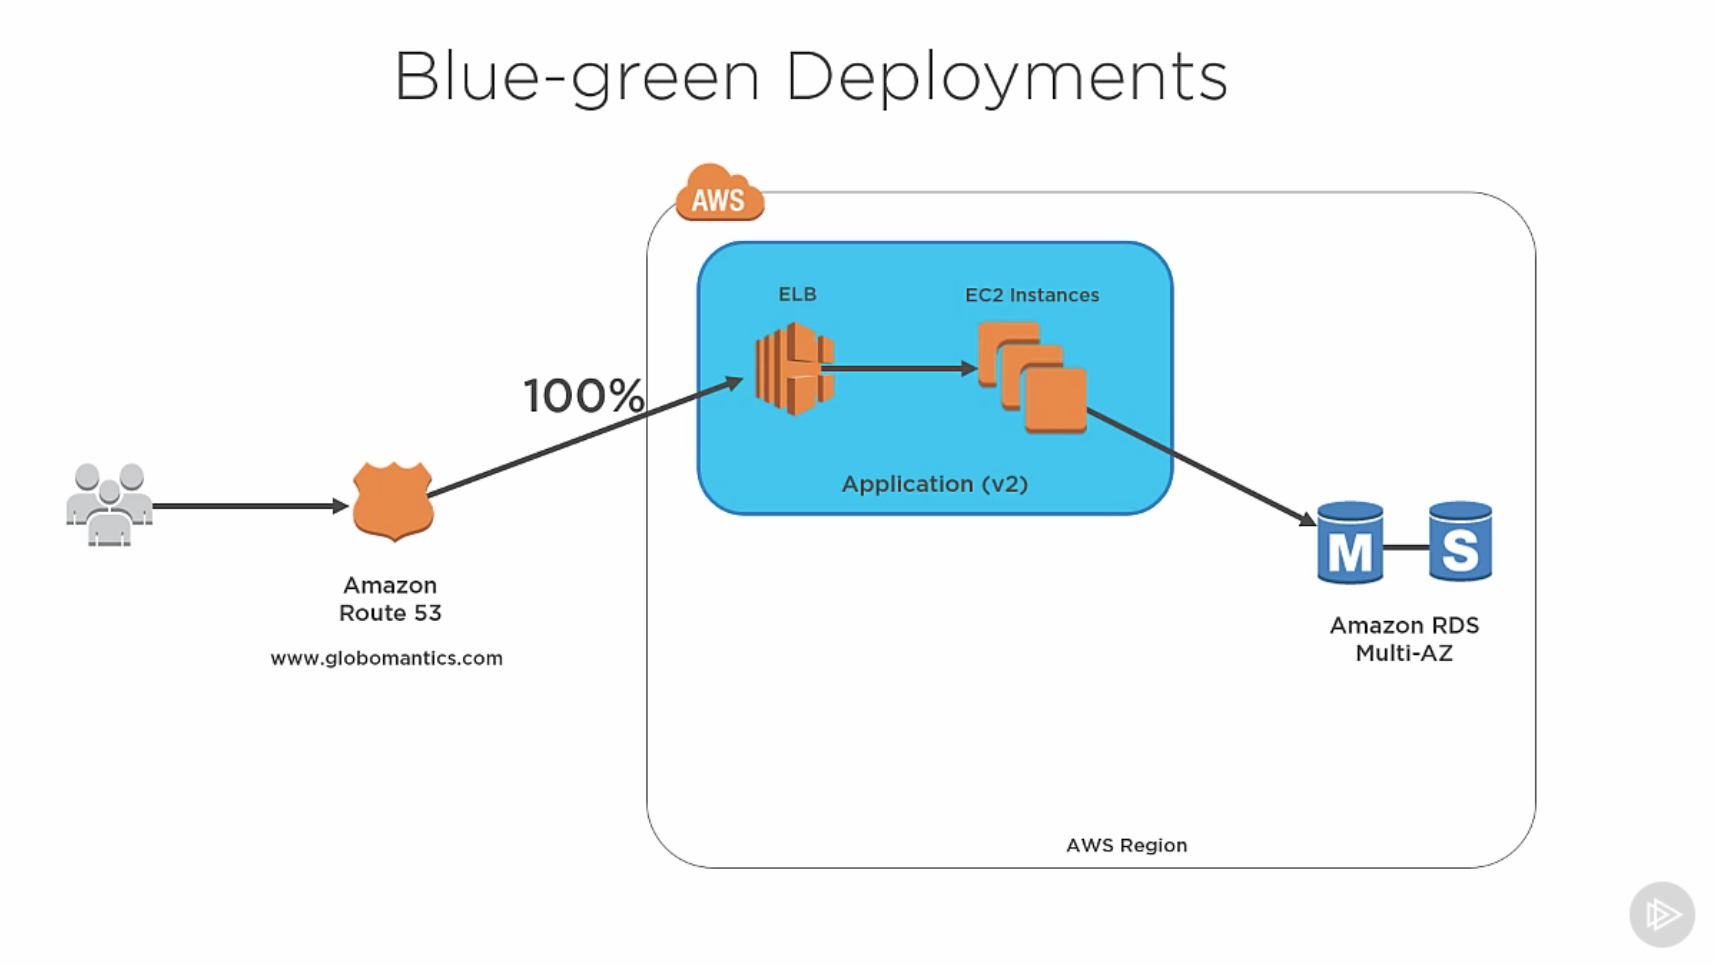 Blue-green Deployments
AWS
ELB
EC2 Instances
100%
Application (v2)
M
S
Amazon
Route 53
www.globomantics.com
Amazon RDS
Multi-AZ
AWS Region